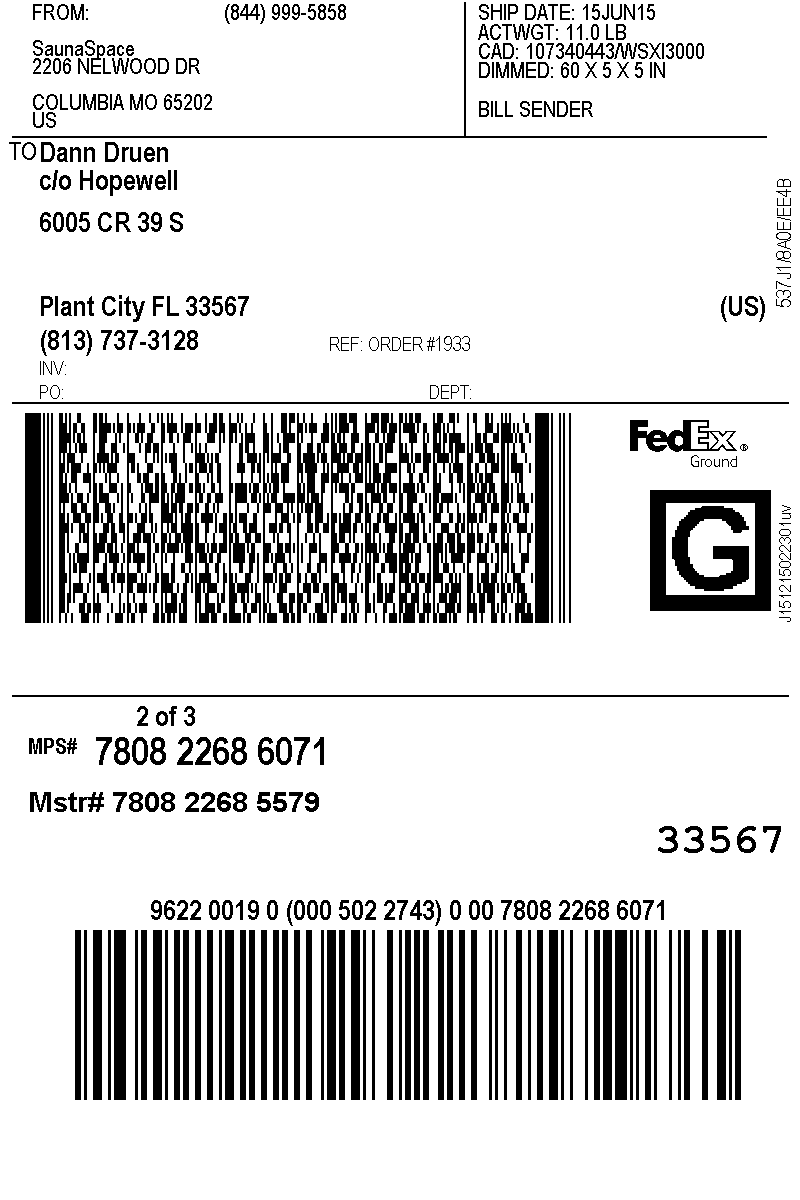 FROM: (844) 999-5858
SaunaSpace
2206 NELWOOD DR
COLUMBIA MO 65202
US
SHIP DATE: 15JUN15
ACTWGT: 11.0 LB
CAD: 107340443/WSXI3000
DIMMED: 60 X 5 X 5 IN
BILL SENDER
TO Dann Druen
c/o Hopewell
6005 CR 39 S
Plant City FL 33567 (US)
(813) 737-3128 REF: ORDER #1933
INV:
PO: DEPT:
537J1/8A0E/EE4B
FedEx ®
Ground
G
J151215022301uv
2 of 3
MPS# 7808 2268 6071
Mstr# 7808 2268 5579
33567
9622 0019 0 (000 502 2743) 0 00 7808 2268 6071